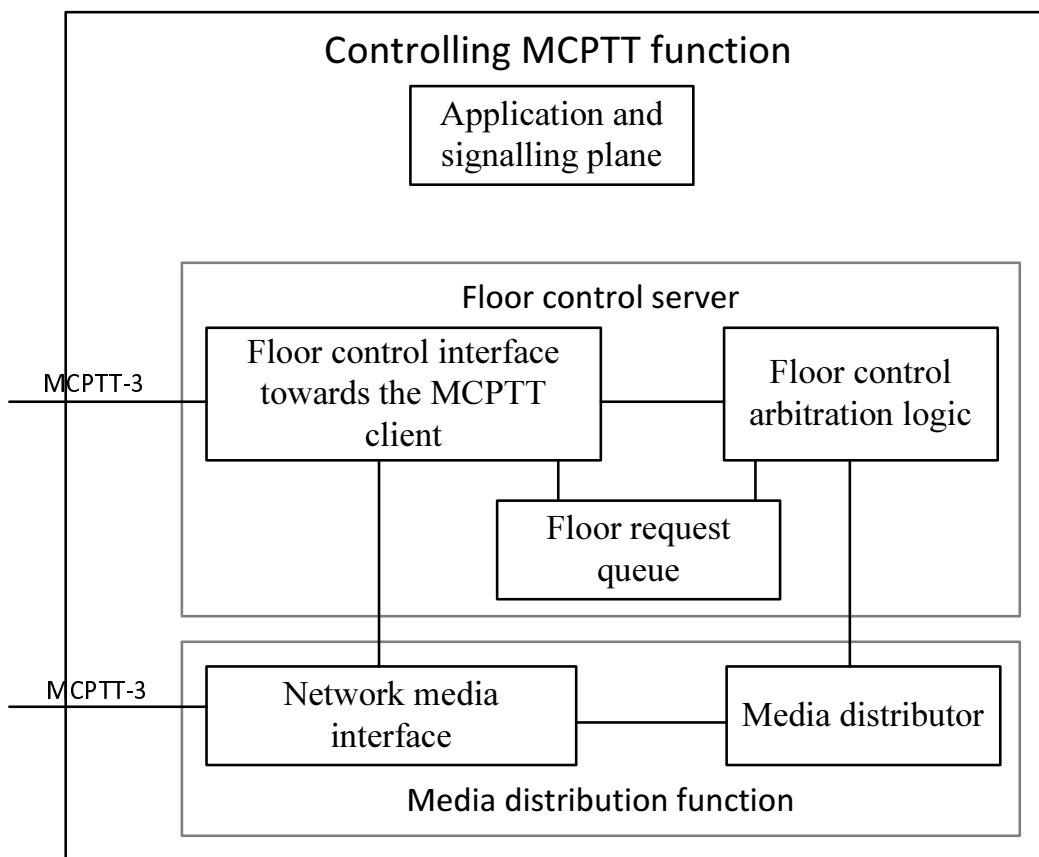 Controlling MCPTT function
Application and
signalling plane
Floor control server
MCPTT-3
Floor control interface
towards the MCPTT
client
Floor control
arbitration logic
Floor request
queue
MCPTT-3
Network media
interface
Media distributor
Media distribution function